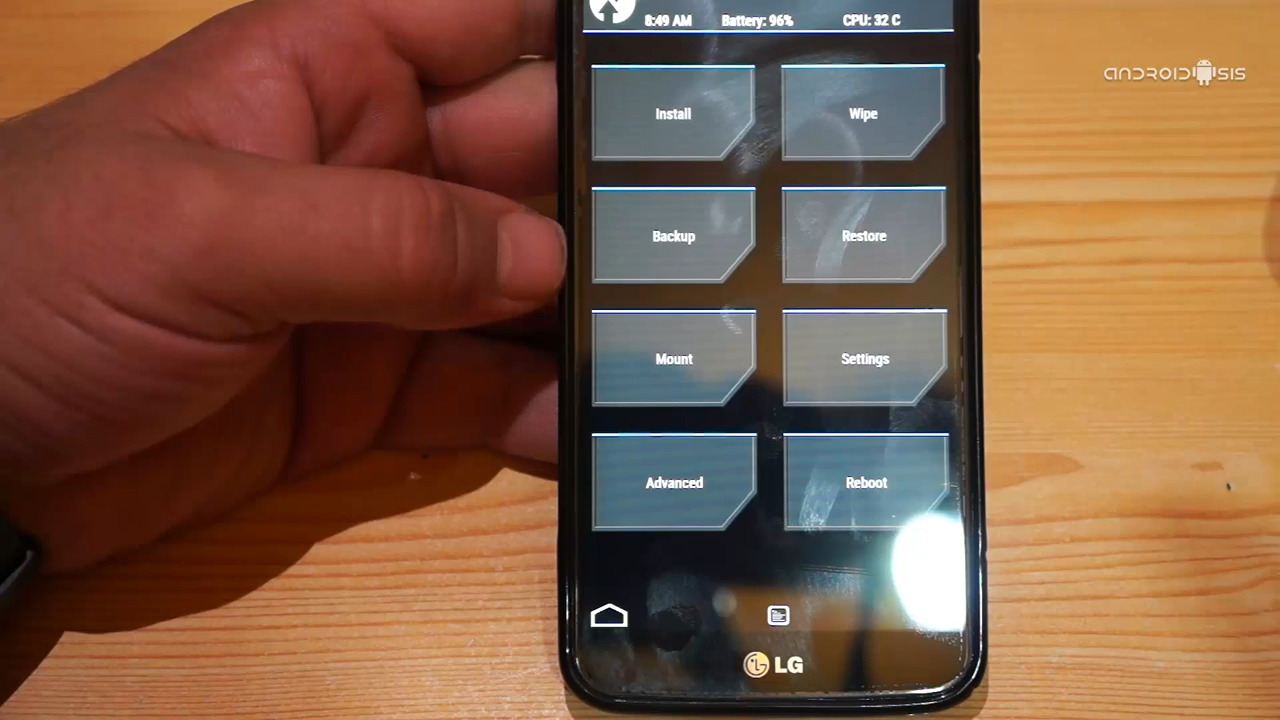 8:49 AM Battery: 96% CPU: 32 C
ANDROIDSIS
Install Wipe
Backup Restore
Mount Settings
Advanced Reboot
LG